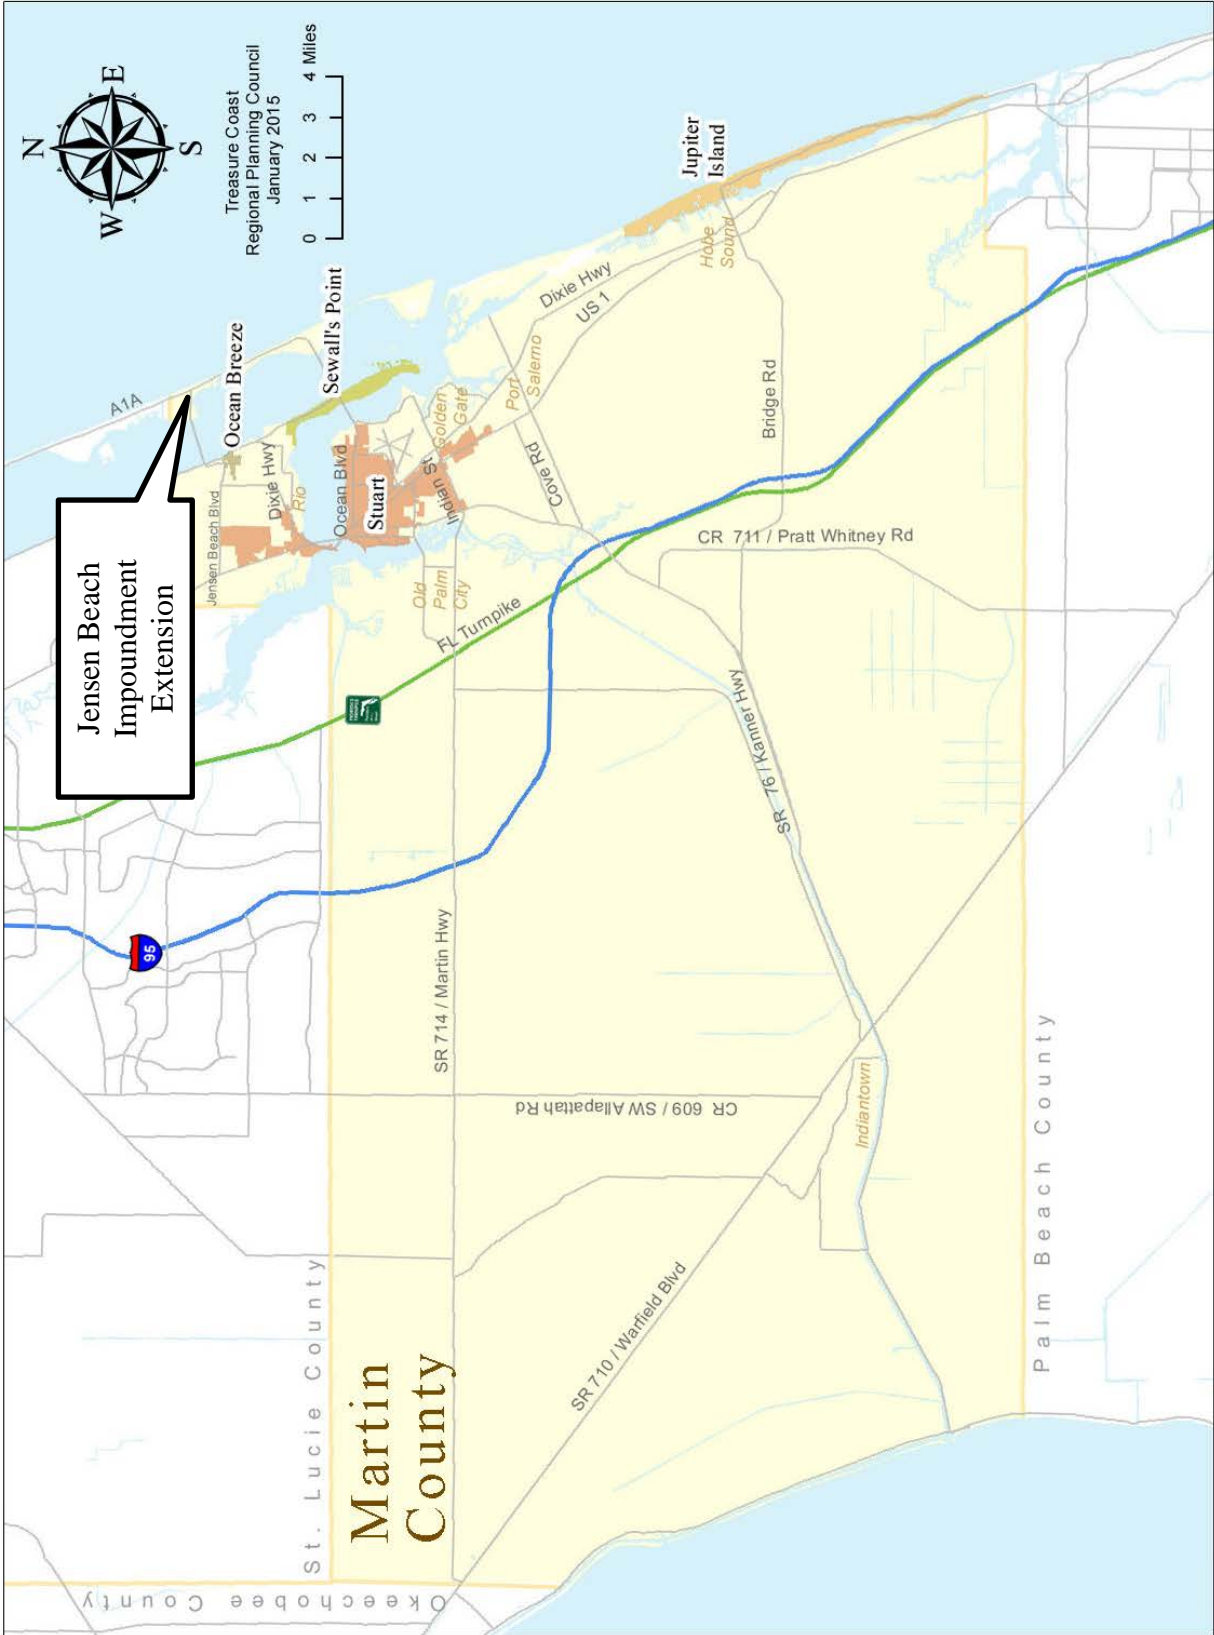 N
W
E
S
Treasure Coast
Regional Planning Council
January 2015
0 1 2 3 4 Miles
Jensen Beach
Impoundment
Extension
A1A
Ocean Breeze
Sewall's Point
Jensen Beach Blvd
Dixie Hwy
Rio
Ocean Blvd
Stuart
Indian St
Golden
Gate
Port
Salerno
Dixie Hwy
US 1
Jupiter
Island
Hobe
Sound
Old
Palm
City
Cove Rd
Bridge Rd
FL Turnpike
CR 711 / Pratt Whitney Rd
95
SR 714 / Martin Hwy
SR 76 / Kanner Hwy
CR 609 / SW Allapattah Rd
Indiantown
SR 710 / Warfield Blvd
St. Lucie County
Martin
County
Okeechobee County
Palm Beach County